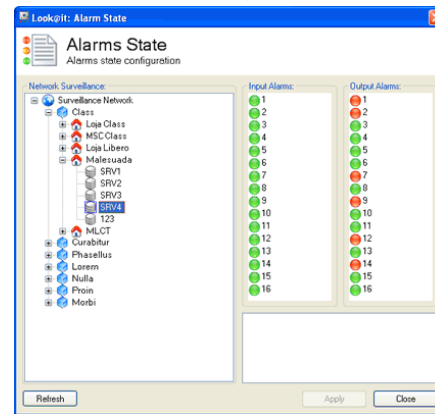 Look@it: Alarm State
Alarms State
Alarms state configuration
Network Surveillance:
Surveillance Network
Class
Loja Class
MSC Class
Loja Libero
Malesuada
SRV1
SRV2
SRV3
SRV4
123
MLCT
Curabitur
Phasellus
Lorem
Nulla
Proin
Morbi
Input Alarms:
1
2
3
4
5
6
7
8
9
10
11
12
13
14
15
16
Output Alarms:
1
2
3
4
5
6
7
8
9
10
11
12
13
14
15
16
Refresh
Apply
Close